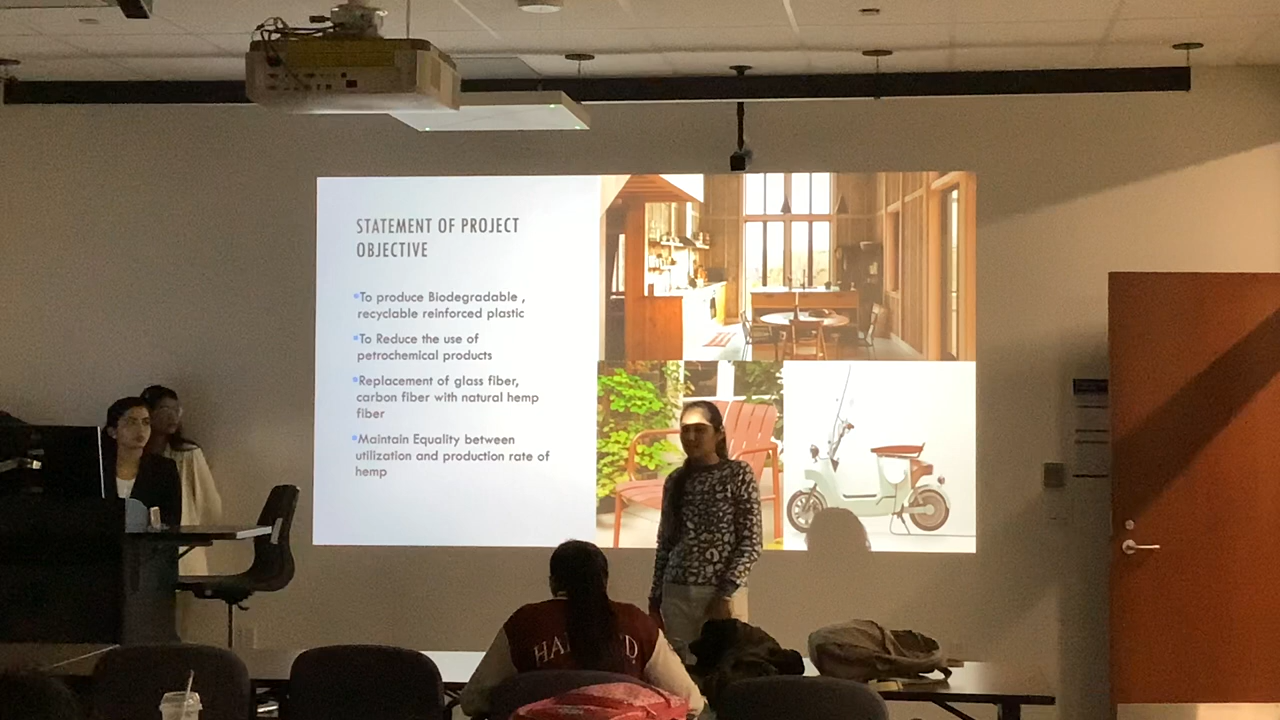 STATEMENT OF PROJECT
OBJECTIVE
To produce Biodegradable ,
recyclable reinforced plastic
To Reduce the use of
petrochemical products
Replacement of glass fiber,
carbon fiber with natural hemp
fiber
Maintain Equality between
utilization and production rate of
hemp